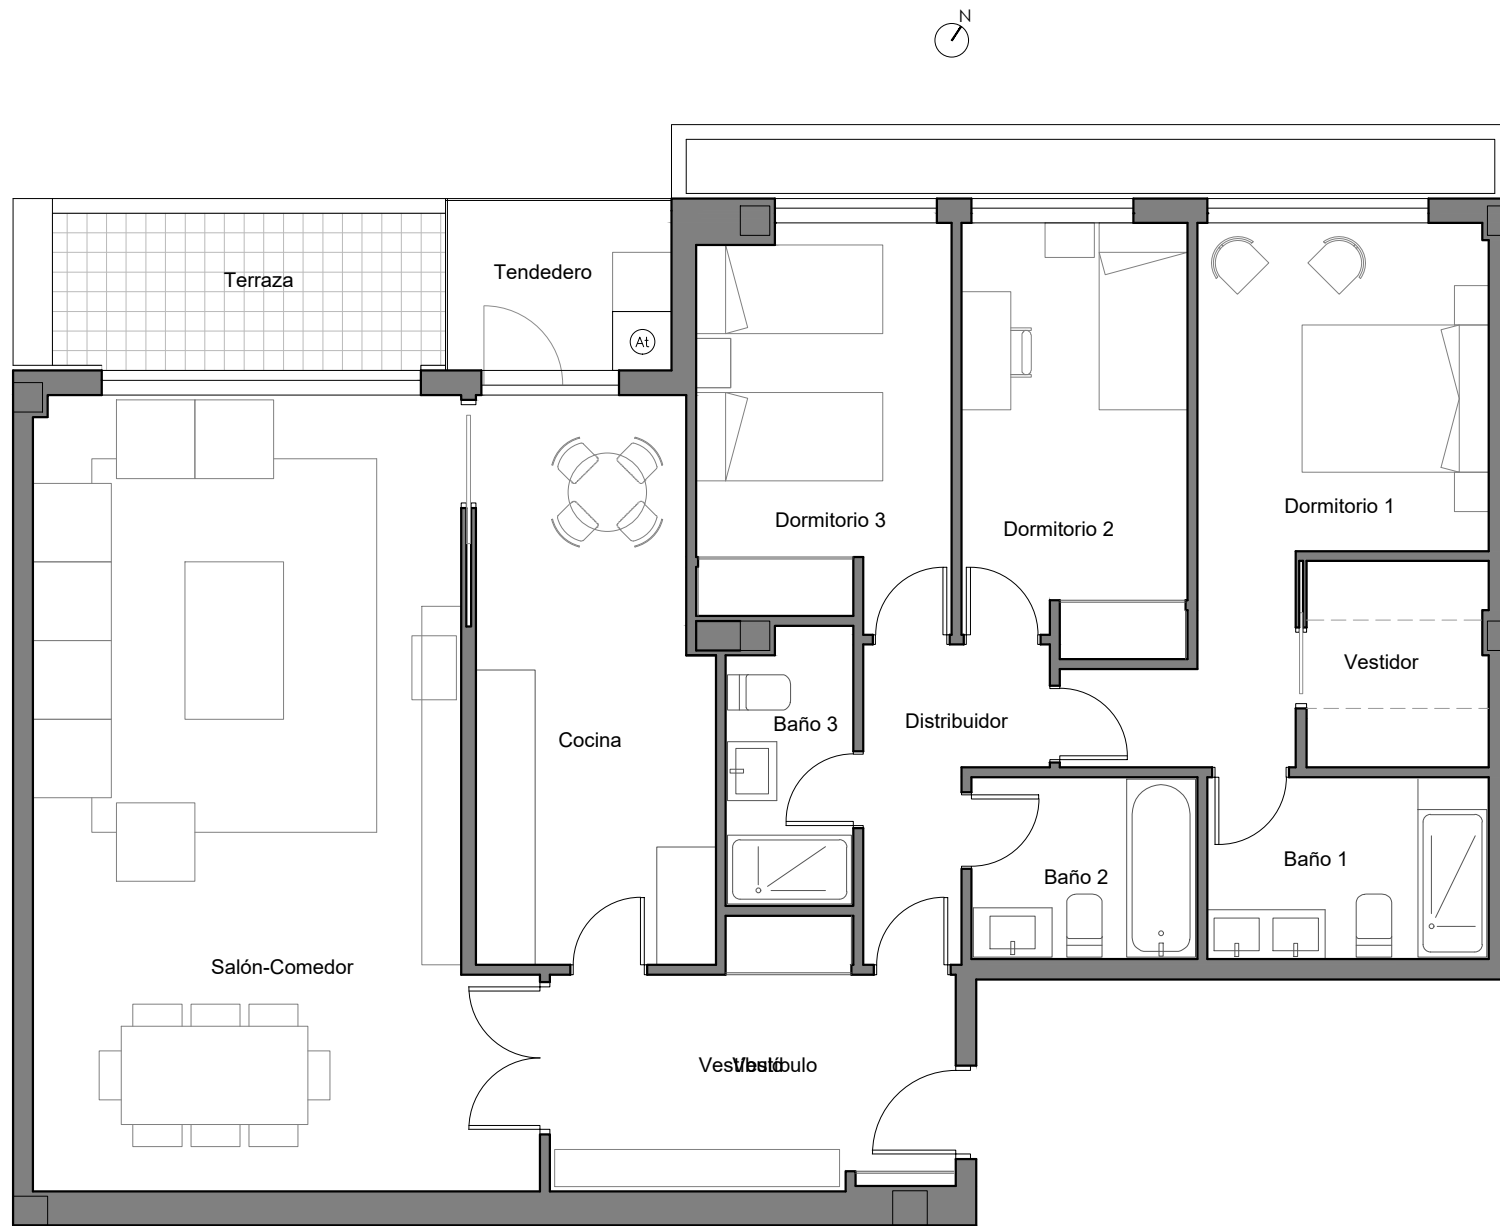 N
Terraza
Tendedero
At
Dormitorio 3
Dormitorio 2
Dormitorio 1
Vestidor
Baño 3
Distribuidor
Cocina
Baño 2
Baño 1
Salón-Comedor
Vestíbulo